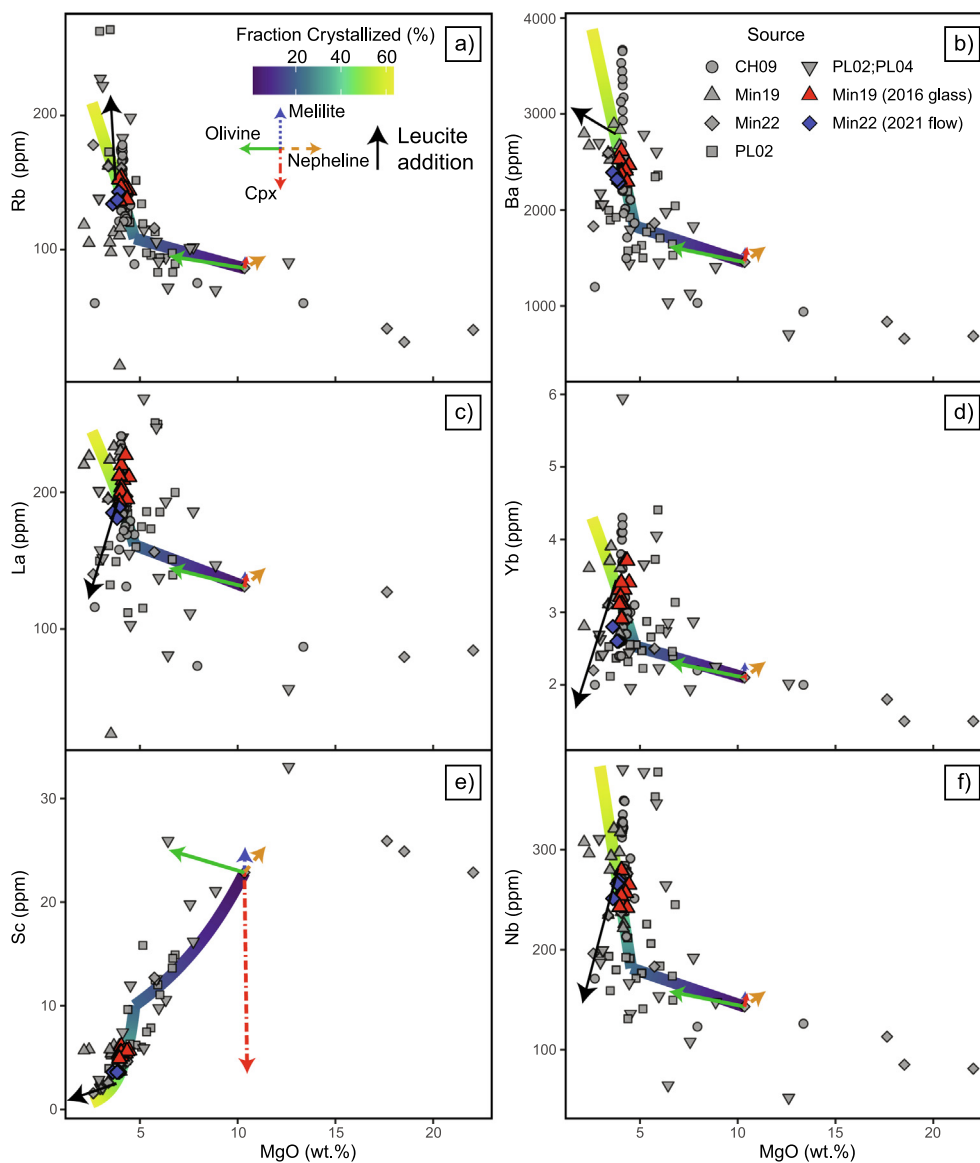 Fraction Crystallized (%)
20 40 60
a)
Melilite
Olivine
Nepheline
Cpx
Leucite
addition
200
100
Rb (ppm)
b)
Source
CH09
Min19
Min22
PL02
PL02;PL04
Min19 (2016 glass)
Min22 (2021 flow)
4000
3000
2000
1000
Ba (ppm)
c)
200
100
La (ppm)
d)
6
5
4
3
2
Yb (ppm)
e)
30
20
10
0
Sc (ppm)
5 10 15 20
MgO (wt.%)
f)
300
200
100
Nb (ppm)
5 10 15 20
MgO (wt.%)